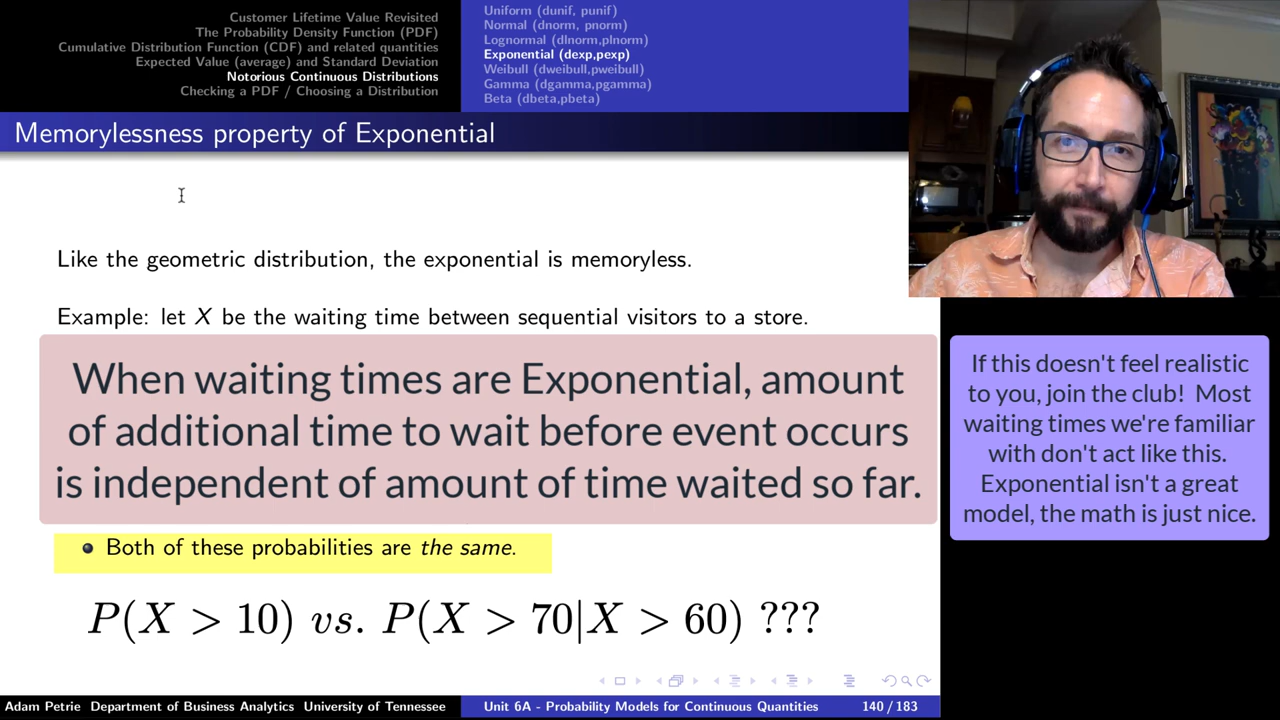 Customer Lifetime Value Revisited
The Probability Density Function (PDF)
Cumulative Distribution Function (CDF) and related quantities
Expected Value (average) and Standard Deviation
Notorious Continuous Distributions
Checking a PDF / Choosing a Distribution
Uniform (dunif, punif)
Normal (dnorm, pnorm)
Lognormal (dlnorm,plnorm)
Exponential (dexp,pexp)
Weibull (dweibull,pweibull)
Gamma (dgamma,pgamma)
Beta (dbeta,pbeta)
Memorylessness property of Exponential
Like the geometric distribution, the exponential is memoryless.
Example: let X be the waiting time between sequential visitors to a store.
When waiting times are Exponential, amount
of additional time to wait before event occurs
is independent of amount of time waited so far.
Both of these probabilities are the same.
P(X > 10) vs. P(X > 70|X > 60) ???
If this doesn't feel realistic
to you, join the club! Most
waiting times we're familiar
with don't act like this.
Exponential isn't a great
model, the math is just nice.
Adam Petrie Department of Business Analytics University of Tennessee
Unit 6A - Probability Models for Continuous Quantities
140 / 183